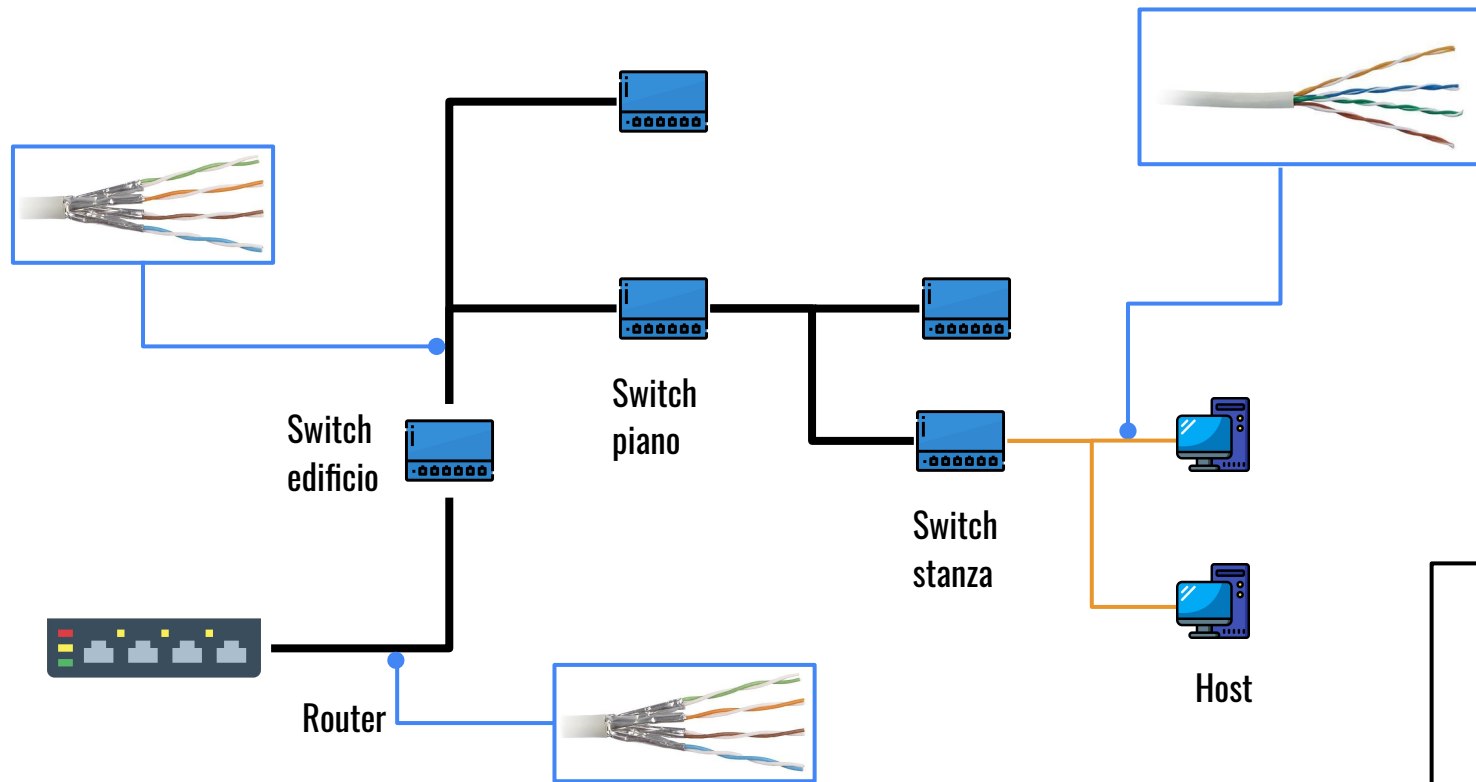 Switch
edificio
Switch
piano
Switch
stanza
Router
Host